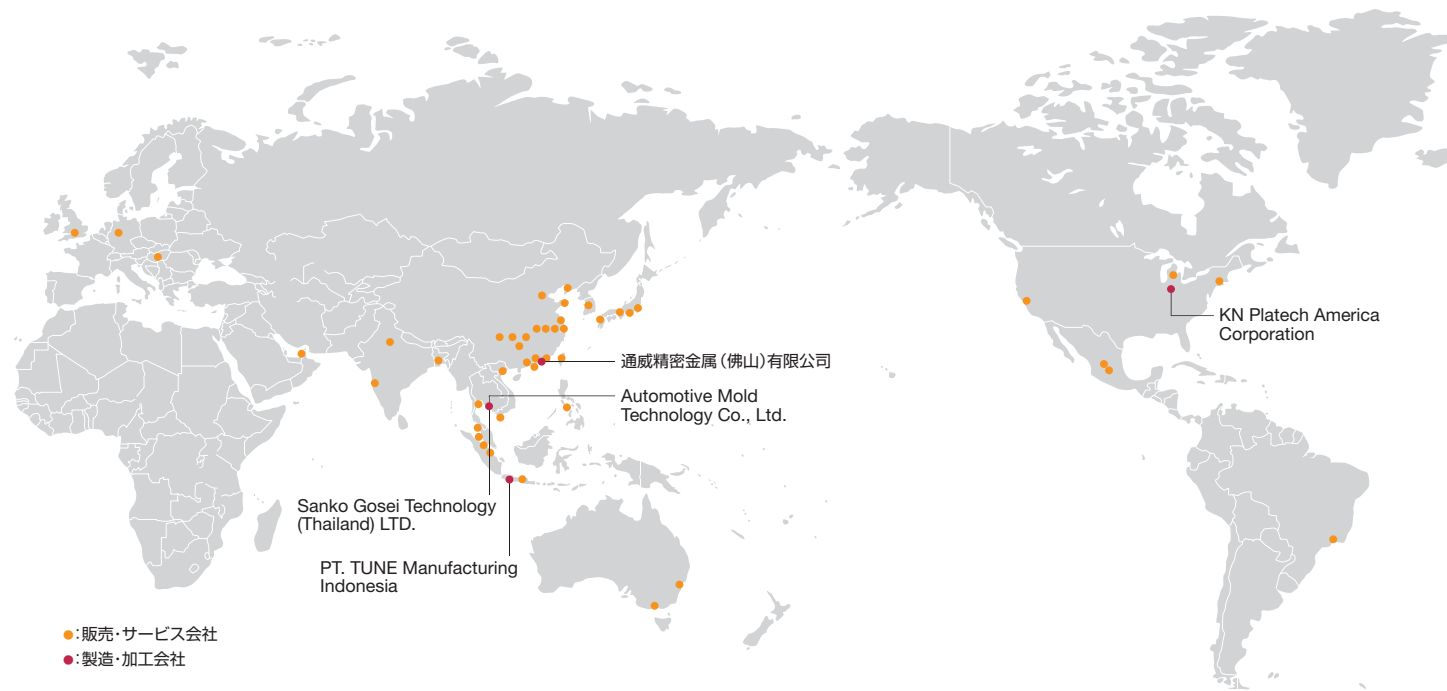 KN Platech America
Corporation
通威精密金属（佛山）有限公司
Automotive Mold
Technology Co., Ltd.
Sanko Gosei Technology
(Thailand) LTD.
PT. TUNE Manufacturing
Indonesia
:販売・サービス会社
:製造・加工会社